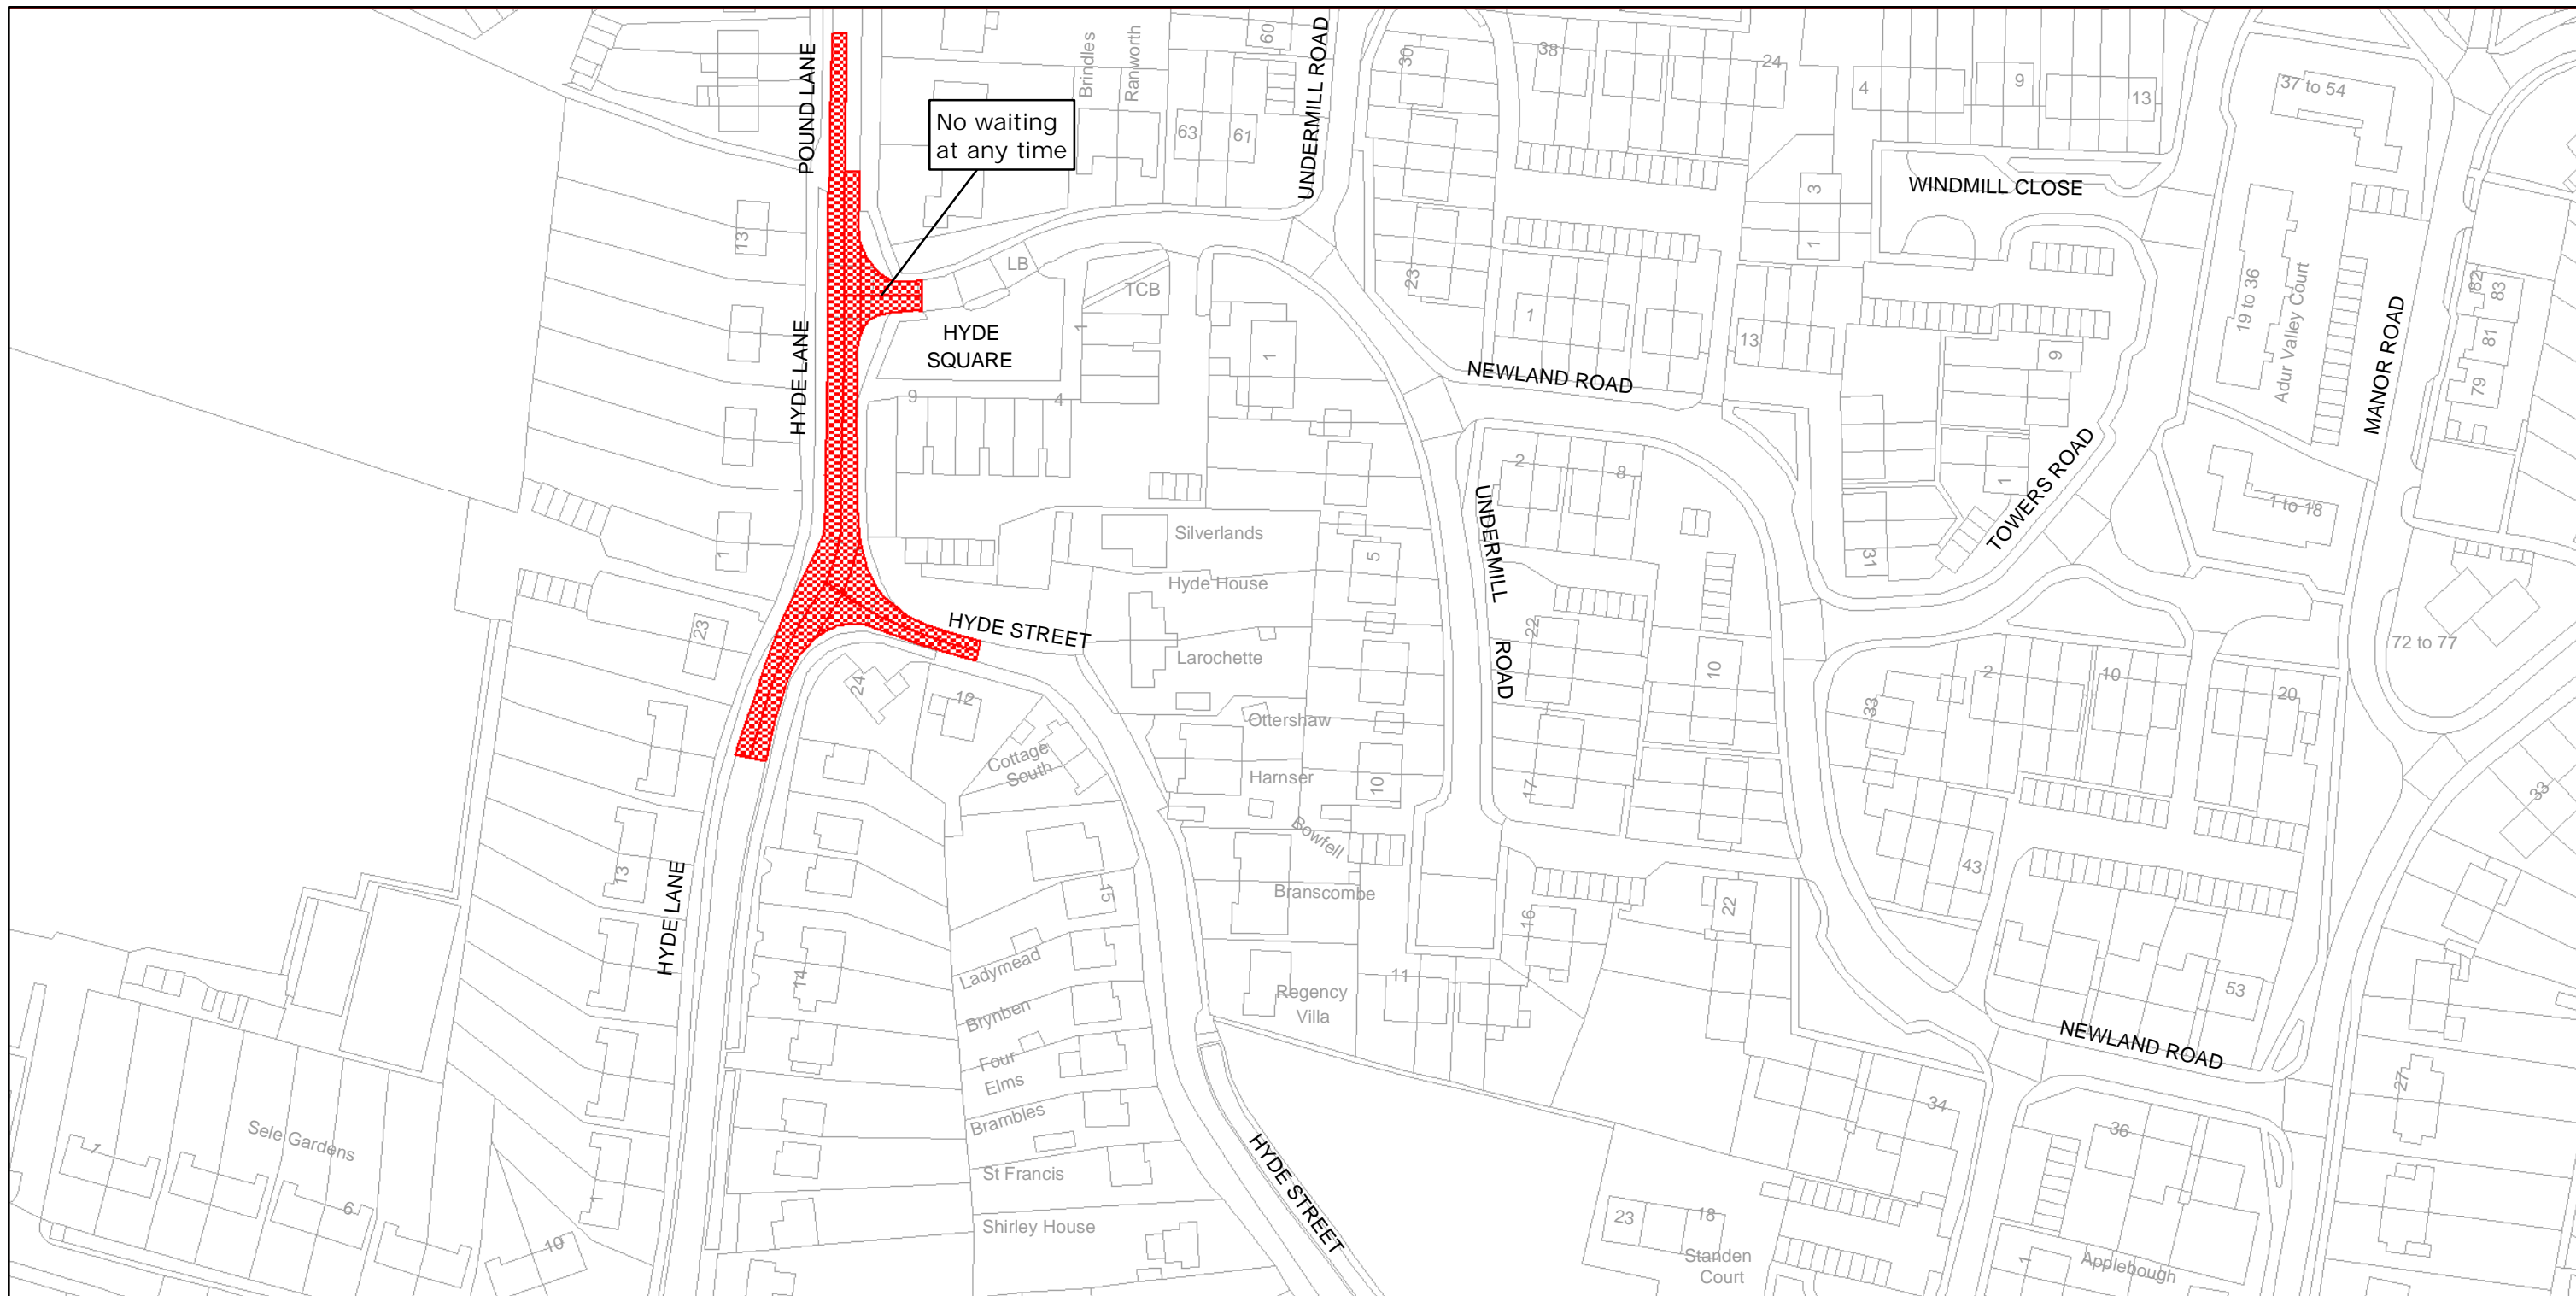 POUND LANE
Brindles
Ranworth
60
UNDERMILL ROAD
30
38
24
4
9
13
37 to 54
No waiting
at any time
63
61
3
1
WINDMILL CLOSE
13
LB
TCB
23
1
13
19 to 36
Adur Valley Court
MANOR ROAD
82
83
81
79
HYDE LANE
HYDE
SQUARE
1
1
9
4
NEWLAND ROAD
9
2
8
1
31
TOWERS ROAD
1 to 18
1
Silverlands
5
UNDERMILL
ROAD
Hyde House
23
HYDE STREET
Larochette
22
10
72 to 77
24
12
Ottershaw
33
2
10
20
Cottage
South
Harnser
10
17
33
Bowfell
13
43
HYDE LANE
15
Branscombe
16
22
14
Ladymead
11
Regency
Villa
53
Brynben
NEWLAND ROAD
Four
Elms
27
Brambles
34
36
1
Sele Gardens
HYDE STREET
St Francis
1
6
Shirley House
23
18
10
Standen
Court
1
Applebough